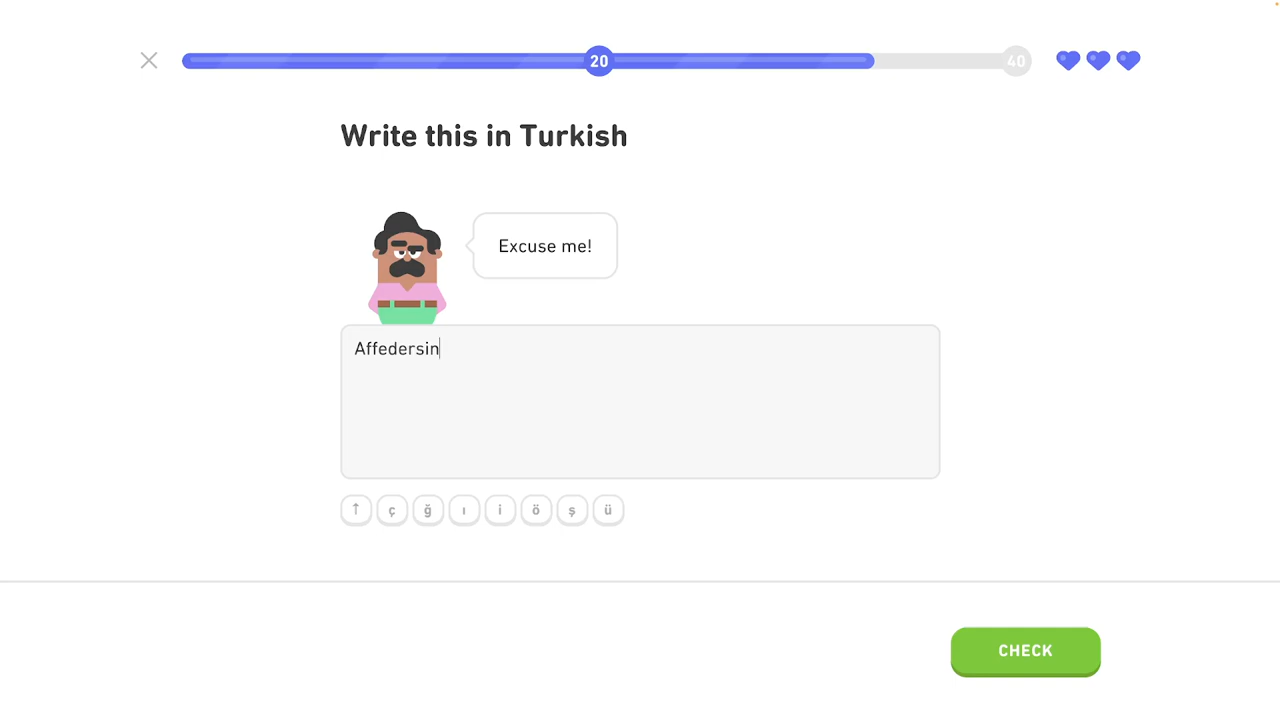 20
40
Write this in Turkish
Excuse me!
Affedersin
↑ ç ğ ı i ö ş ü
CHECK